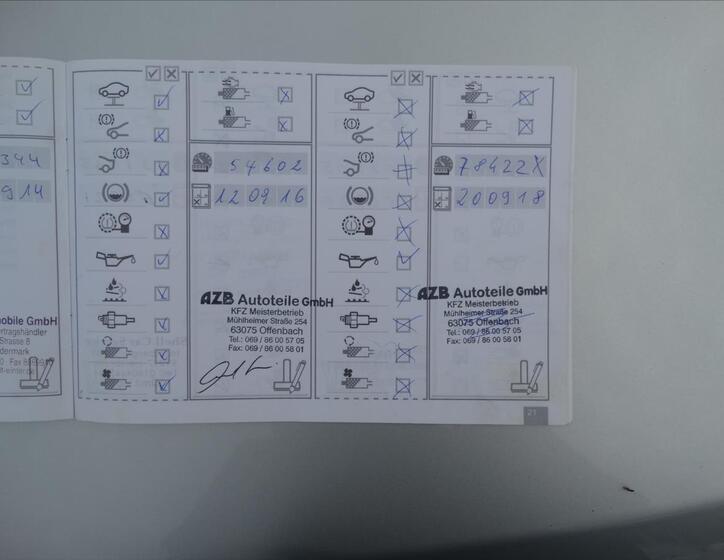 344
914
mobile GmbH
ertragshändler
Strasse 8
dermark
54602
120916
AZB Autoteile GmbH
KFZ Meisterbetrieb
Mühlheimer Straße 254
63075 Offenbach
Tel.: 069 / 86 00 57 05
Fax: 069 / 86 00 58 01
78422X
200918
AZB Autoteile GmbH
KFZ Meisterbetrieb
Mühlheimer Straße 254
63075 Offenbach
Tel.: 069 / 86 00 57 05
Fax: 069 / 86 00 58 01
21